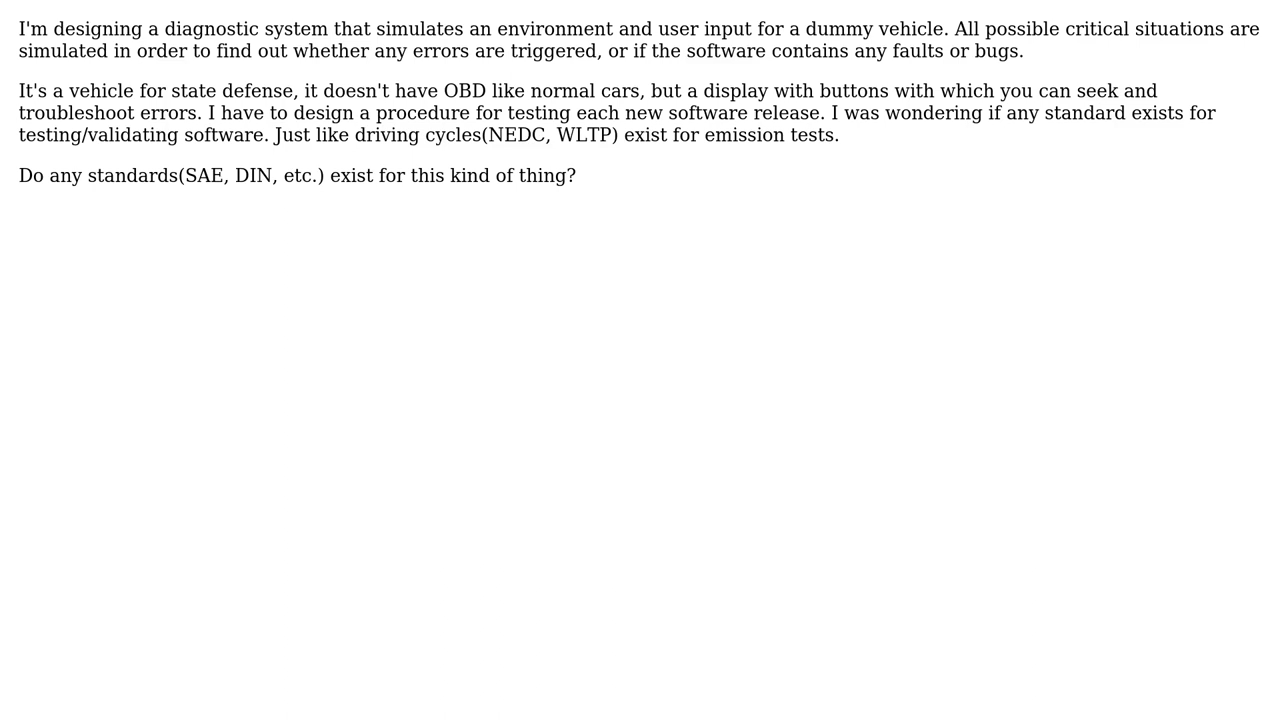 I'm designing a diagnostic system that simulates an environment and user input for a dummy vehicle. All possible critical situations are
simulated in order to find out whether any errors are triggered, or if the software contains any faults or bugs.
It's a vehicle for state defense, it doesn't have OBD like normal cars, but a display with buttons with which you can seek and
troubleshoot errors. I have to design a procedure for testing each new software release. I was wondering if any standard exists for
testing/validating software. Just like driving cycles(NEDC, WLTP) exist for emission tests.
Do any standards(SAE, DIN, etc.) exist for this kind of thing?